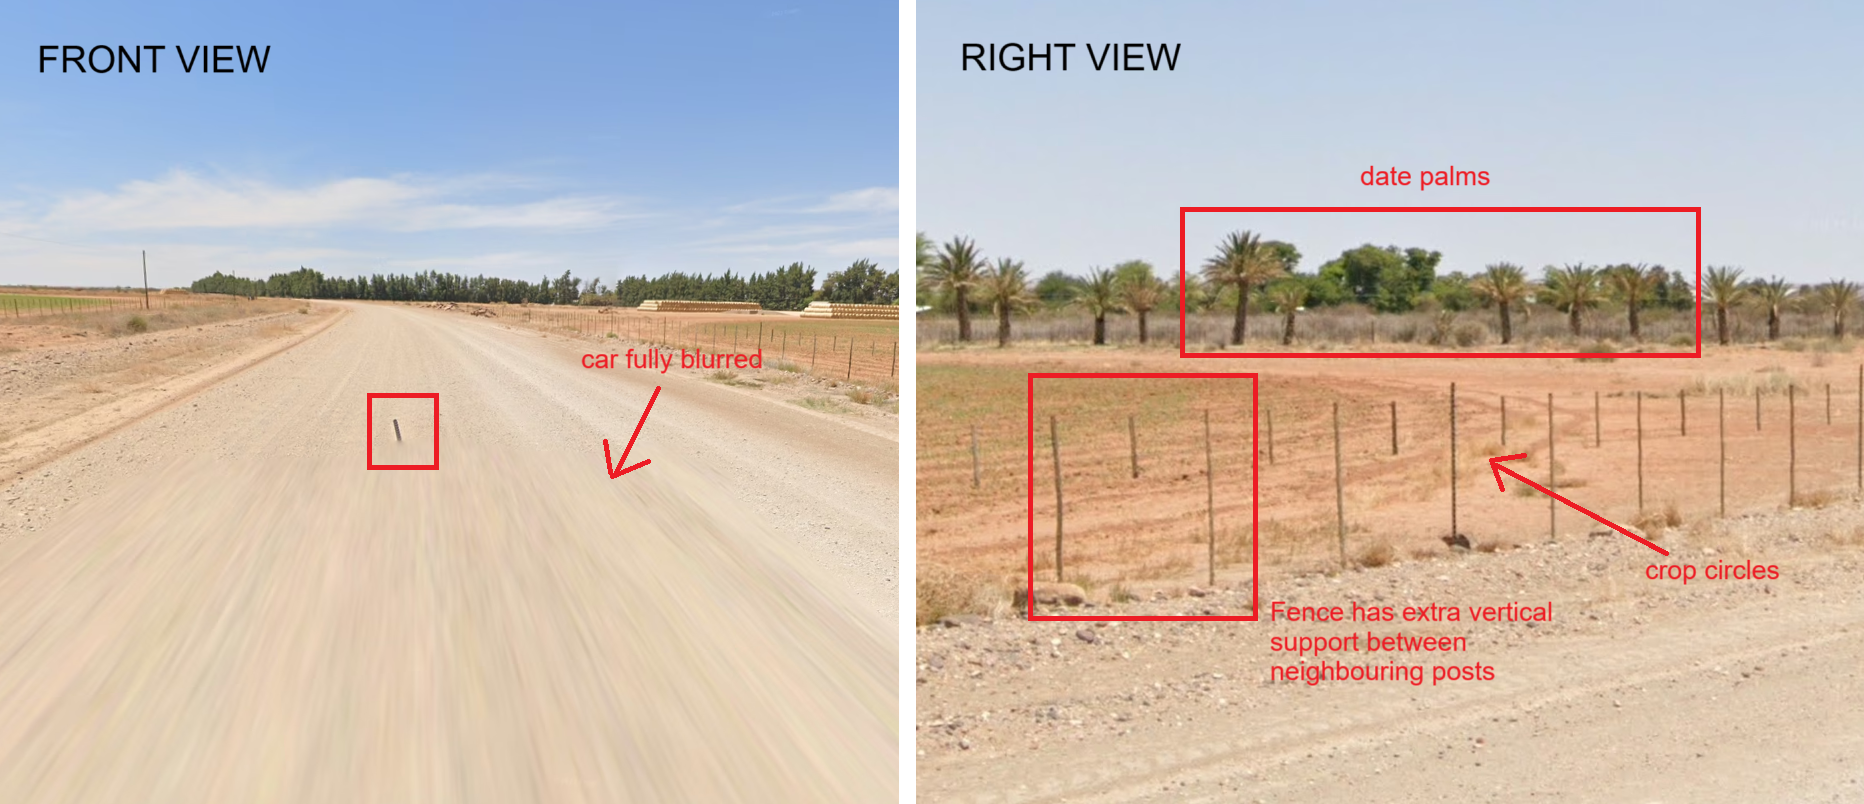 FRONT VIEW
car fully blurred
RIGHT VIEW
date palms
crop circles
Fence has extra vertical
support between
neighbouring posts